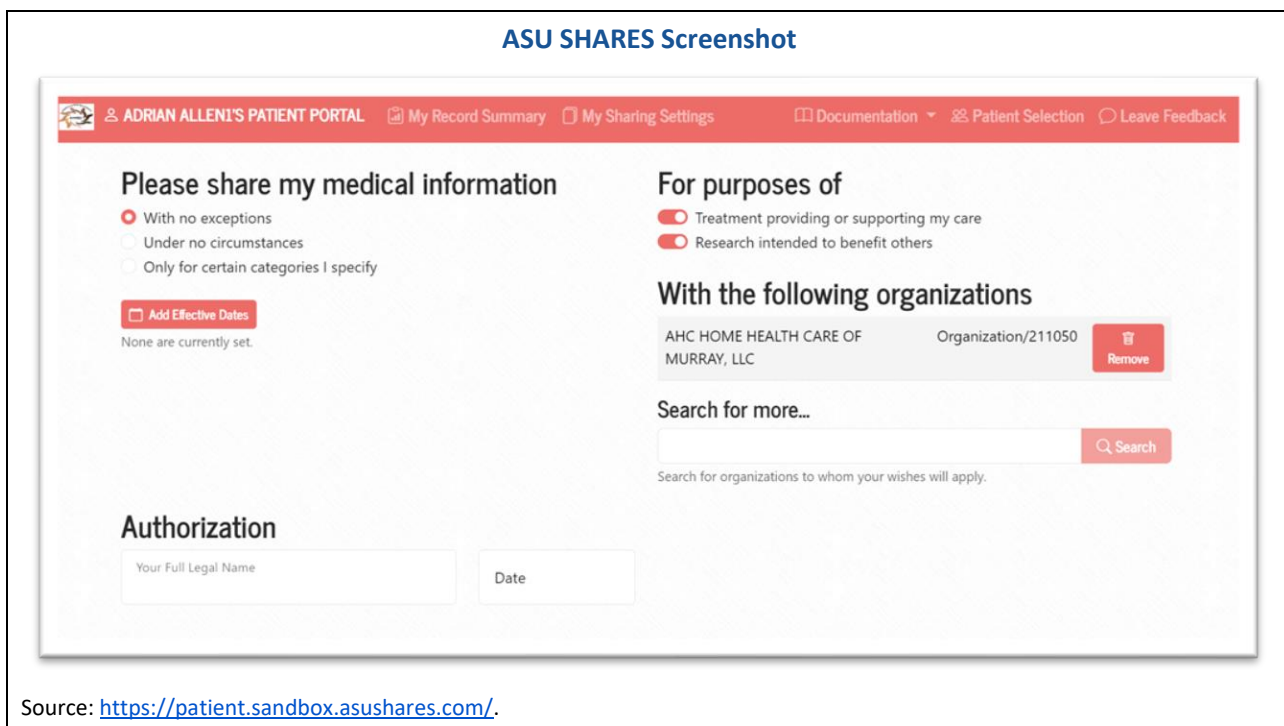 ASU SHARES Screenshot
ADRIAN ALLEN1'S PATIENT PORTAL My Record Summary My Sharing Settings Documentation Patient Selection Leave Feedback
Please share my medical information
With no exceptions
Under no circumstances
Only for certain categories I specify
Add Effective Dates
None are currently set.
For purposes of
Treatment providing or supporting my care
Research intended to benefit others
With the following organizations
AHC HOME HEALTH CARE OF Organization/211050
MURRAY, LLC
Remove
Search for more...
Search
Search for organizations to whom your wishes will apply.
Authorization
Your Full Legal Name
Date
Source: https://patient.sandbox.asushares.com/.